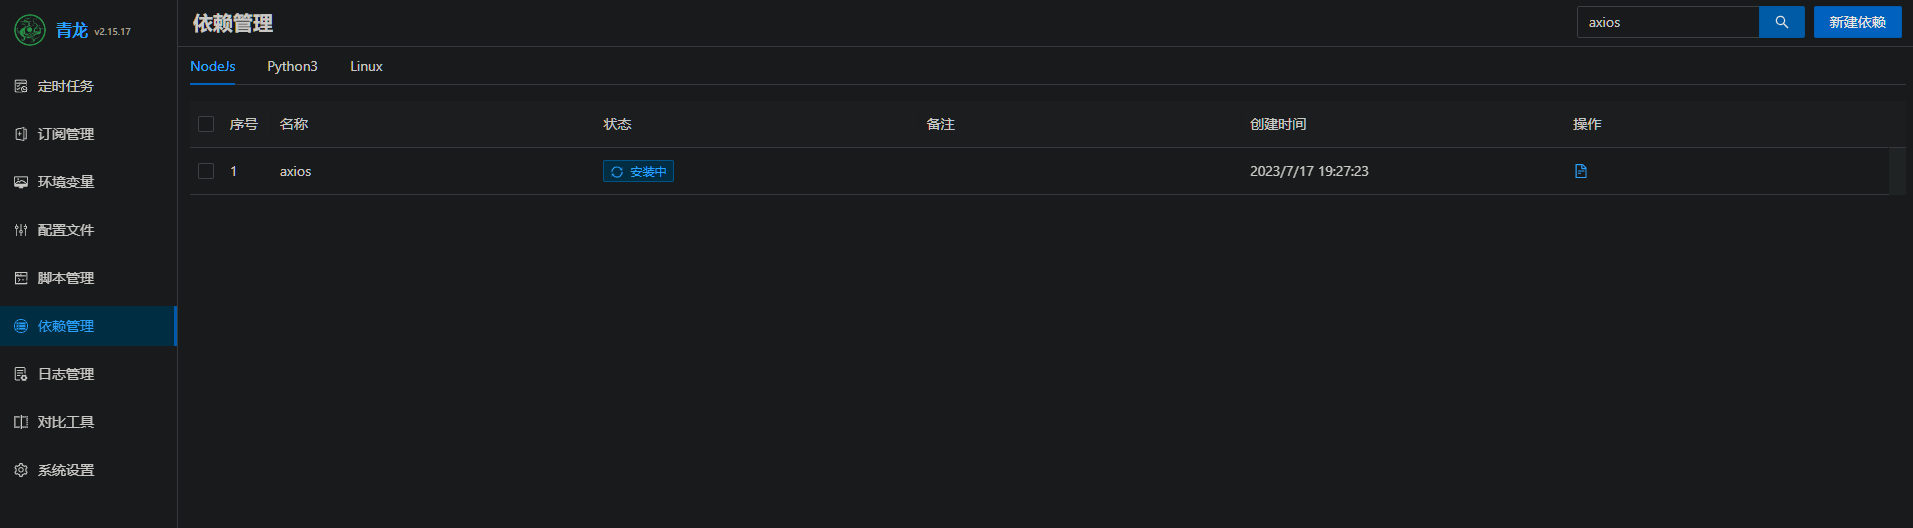 青龙 v2.15.17
定时任务
订阅管理
环境变量
配置文件
脚本管理
依赖管理
日志管理
对比工具
系统设置
依赖管理
axios
新建依赖
NodeJs Python3 Linux
序号 名称 状态 备注 创建时间 操作
1 axios 安装中 2023/7/17 19:27:23